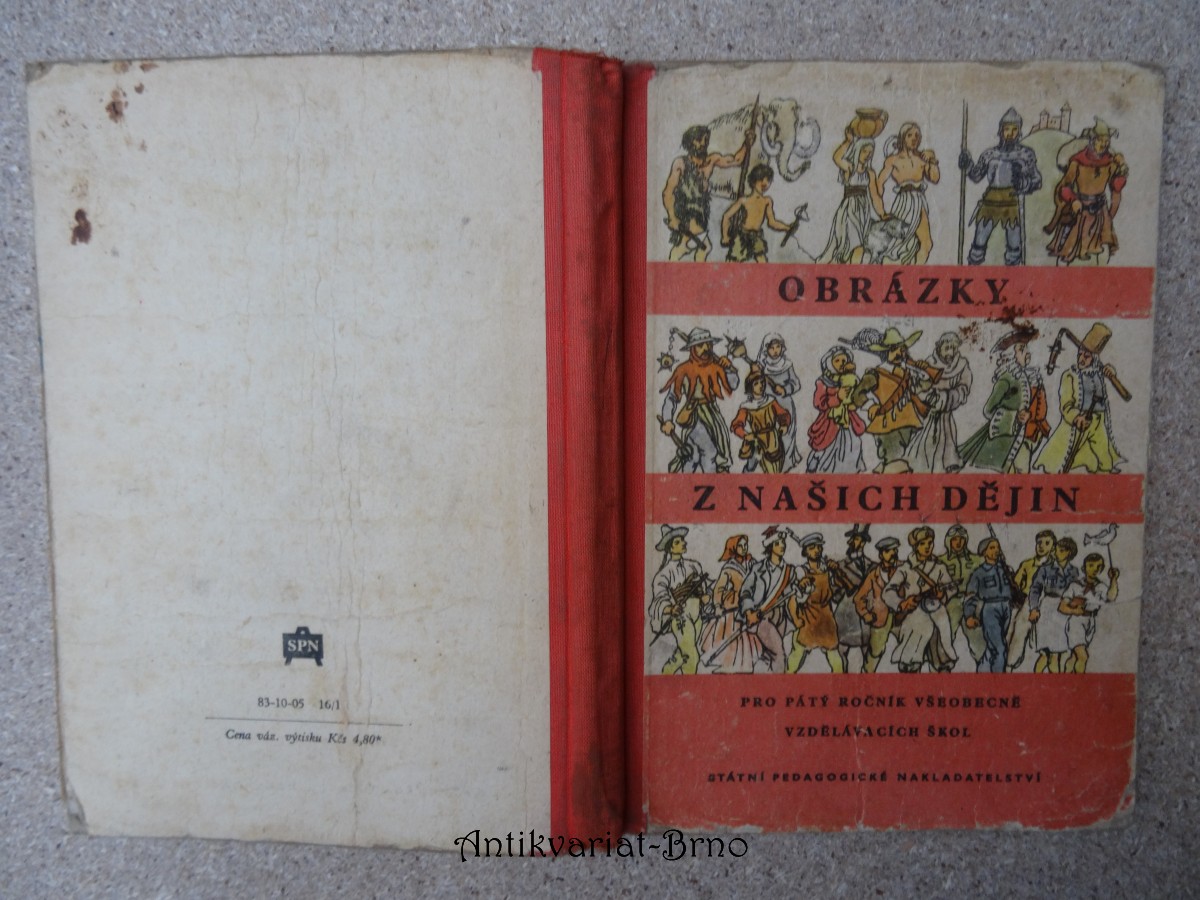 SPN
83-10-05 16/1
Cena váz. výtisku Kčs 4,80*
OBRÁZKY
Z NAŠICH DĚJIN
PRO PÁTÝ ROČNÍK VŠEOBECNĚ
VZDĚLÁVACÍCH ŠKOL
STÁTNÍ PEDAGOGICKÉ NAKLADATELSTVÍ
Antikvariat-Brno